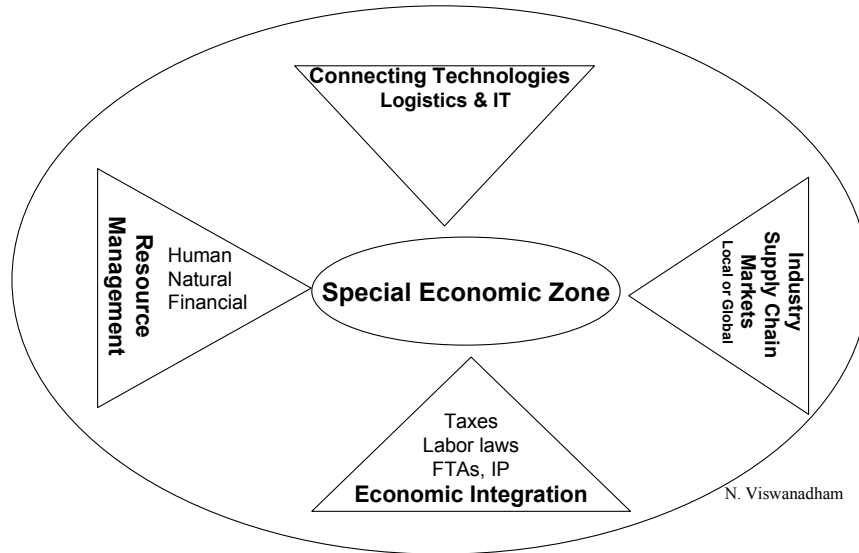 Connecting Technologies
Logistics & IT
Resource
Management
Human
Natural
Financial
Special Economic Zone
Industry
Supply Chain
Markets
Local or Global
Taxes
Labor laws
FTAs, IP
Economic Integration
N. Viswanadham